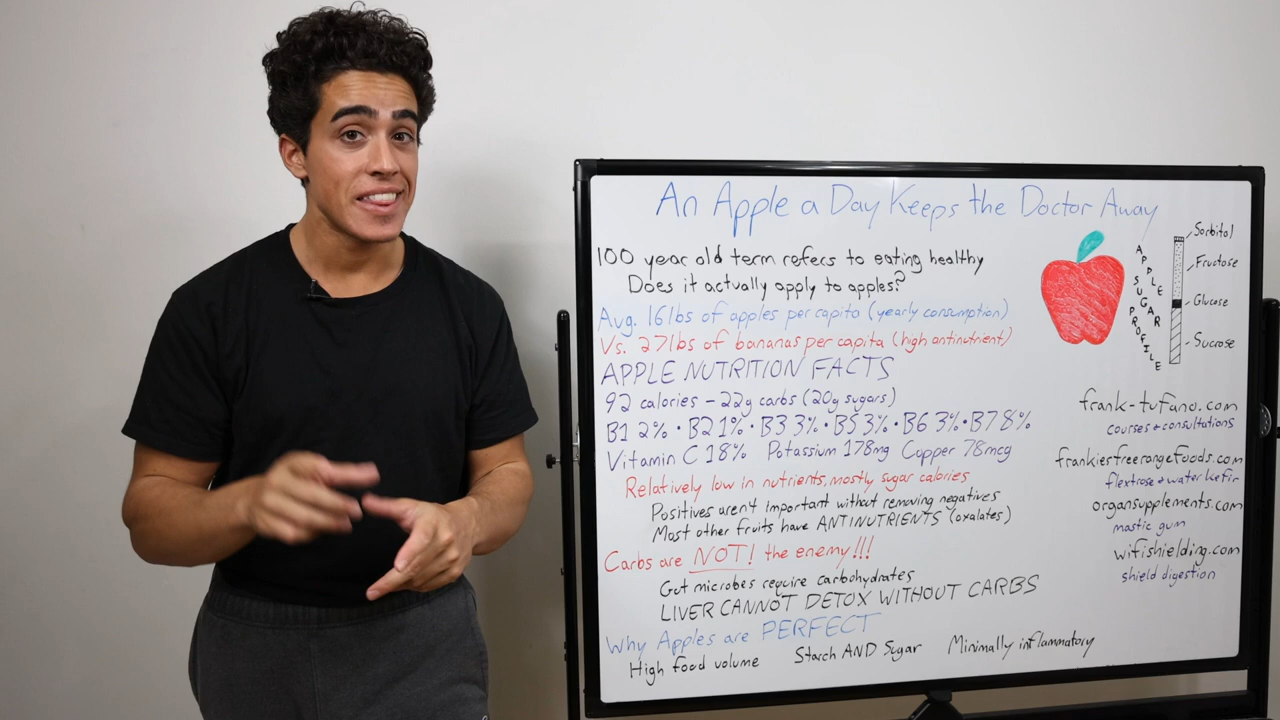 An Apple a Day Keeps the Doctor Away
100 year old term refers to eating healthy
Does it actually apply to apples?
Avg. 16lbs of apples per capita (yearly consumption)
Vs. 27lbs of bananas per capita (high antinutrient)
APPLE NUTRITION FACTS
92 calories - 22g carbs (20g sugars)
B1 2% · B2 1% · B3 3% · B5 3% · B6 3% · B7 8%
Vitamin C 18% Potassium 178mg Copper 78mcg
Relatively low in nutrients, mostly sugar calories
Positives aren't important without removing negatives
Most other fruits have ANTINUTRIENTS (oxalates)
Carbs are NOT! the enemy!!!
Gut microbes require carbohydrates
LIVER CANNOT DETOX WITHOUT CARBS
Why Apples are PERFECT
High food volume Starch AND Sugar Minimally inflammatory
APPLE SUGAR PROFILE
Sorbitol
Fructose
Glucose
Sucrose
frank-tufano.com
courses + consultations
frankiesfreerangefoods.com
flextrose + water kefir
organsupplements.com
mastic gum
wifishielding.com
shield digestion